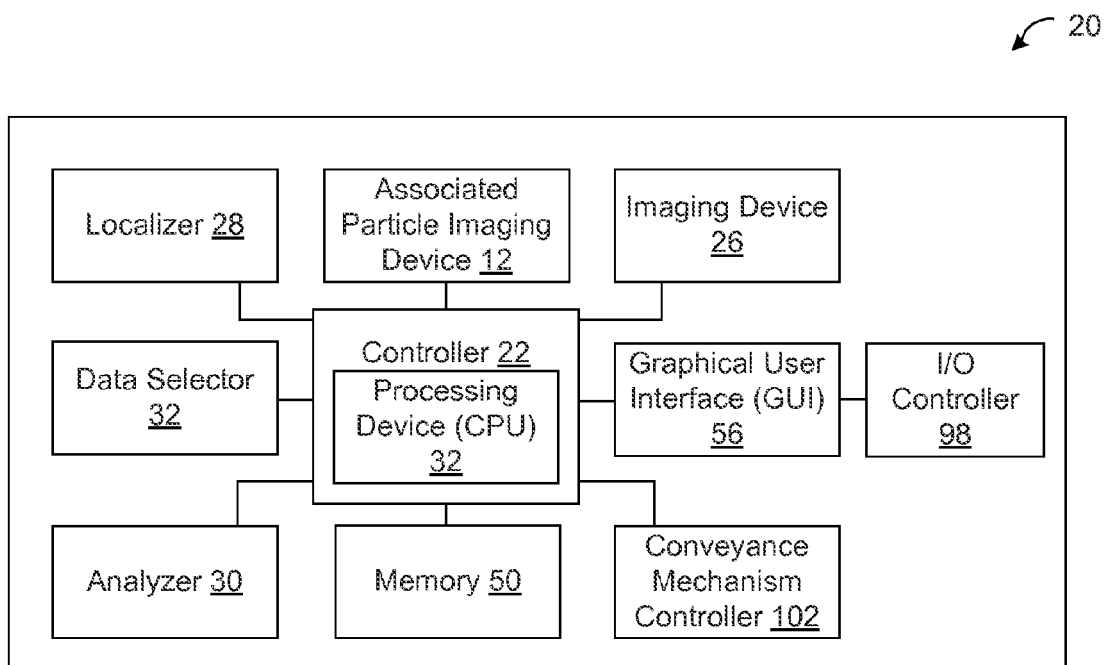 20
Localizer 28
Associated
Particle Imaging
Device 12
Imaging Device
26
Data Selector
32
Controller 22
Processing
Device (CPU)
32
Graphical User
Interface (GUI)
56
I/O
Controller
98
Analyzer 30
Memory 50
Conveyance
Mechanism
Controller 102